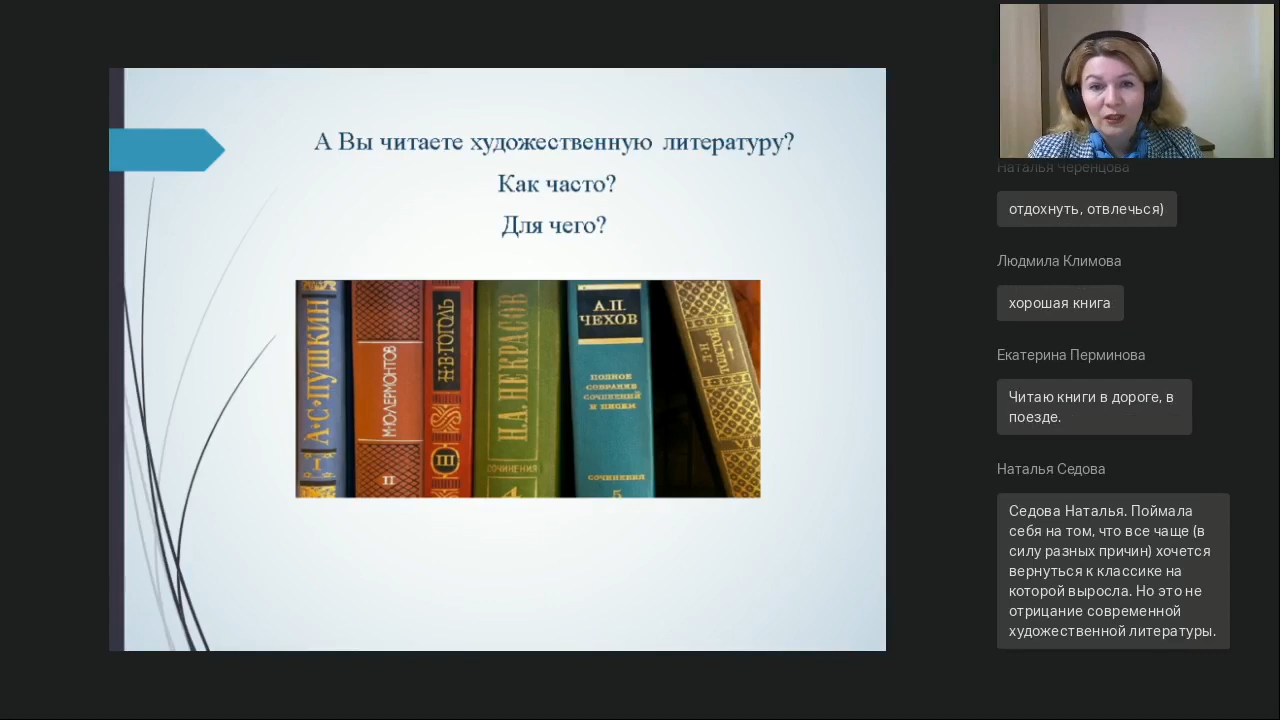 А Вы читаете художественную литературу?
Как часто?
Для чего?
А•С•ПУШКИН
I
М•Ю•ЛЕРМОНТОВ
II
Н•В•ГОГОЛЬ
III
Н.А.НЕКРАСОВ
СОЧИНЕНИЯ
А.П.
ЧЕХОВ
ПОЛНОЕ
СОБРАНИЕ
СОЧИНЕНИЙ
И ПИСЕМ
СОЧИНЕНИЯ
5
Л·Н·
ТОЛСТОЙ
Наталья Черенцова
отдохнуть, отвлечься)
Людмила Климова
хорошая книга
Екатерина Перминова
Читаю книги в дороге, в
поезде.
Наталья Седова
Седова Наталья. Поймала
себя на том, что все чаще (в
силу разных причин) хочется
вернуться к классике на
которой выросла. Но это не
отрицание современной
художественной литературы.